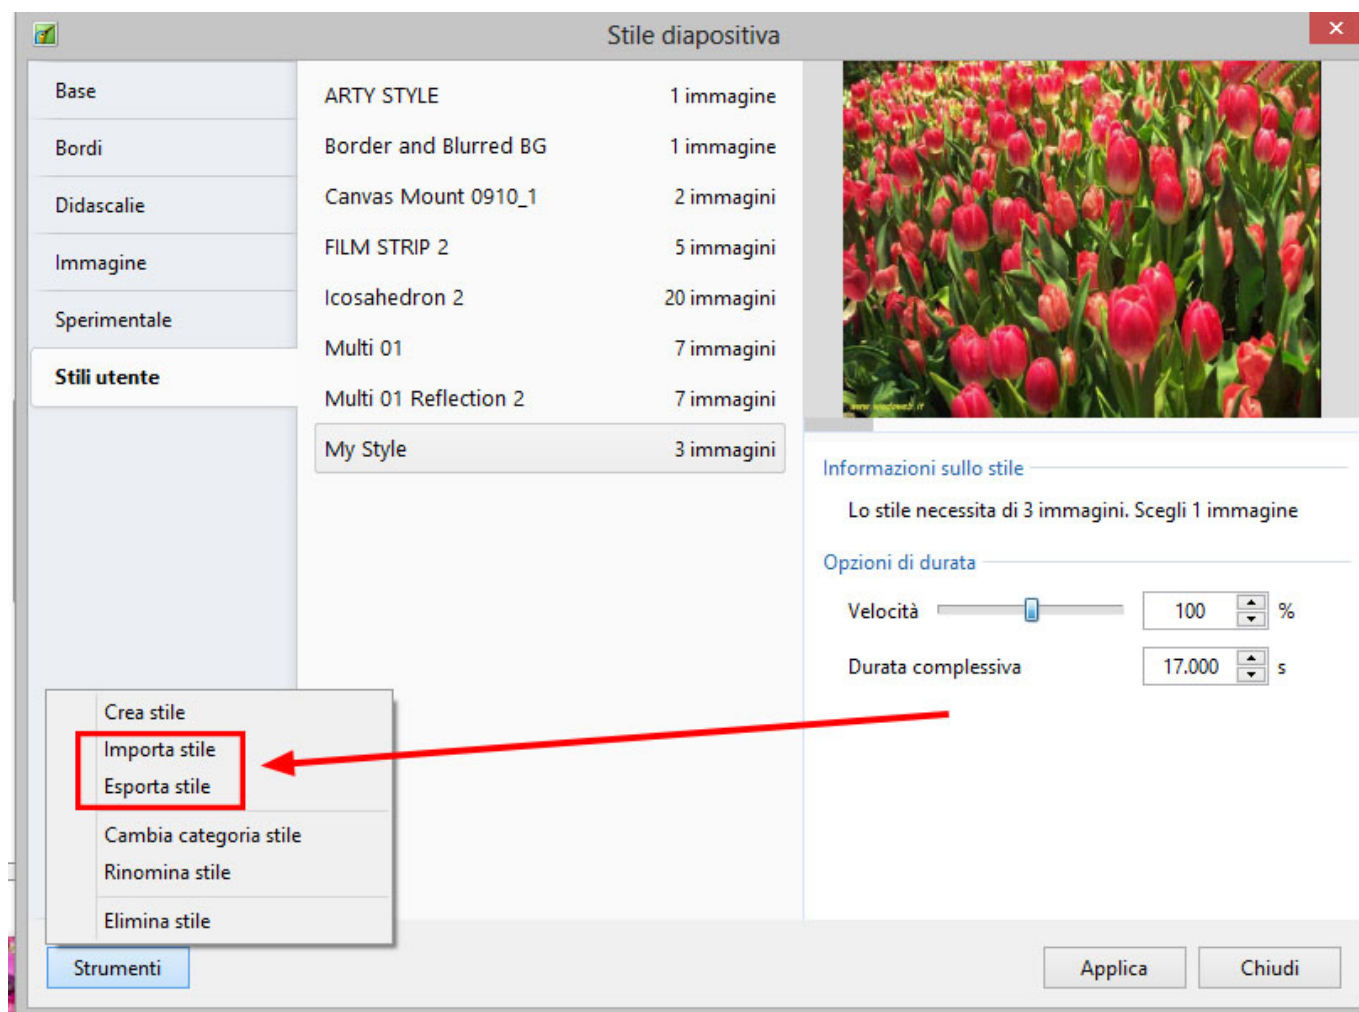 Stile diapositiva
Base
Bordi
Didascalie
Immagine
Sperimentale
Stili utente
ARTY STYLE 1 immagine
Border and Blurred BG 1 immagine
Canvas Mount 0910_1 2 immagini
FILM STRIP 2 5 immagini
Icosahedron 2 20 immagini
Multi 01 7 immagini
Multi 01 Reflection 2 7 immagini
My Style 3 immagini
Informazioni sullo stile
Lo stile necessita di 3 immagini. Scegli 1 immagine
Opzioni di durata
Velocità 100 %
Durata complessiva 17.000 s
Crea stile
Importa stile
Esporta stile
Cambia categoria stile
Rinomina stile
Elimina stile
Strumenti
Applica
Chiudi